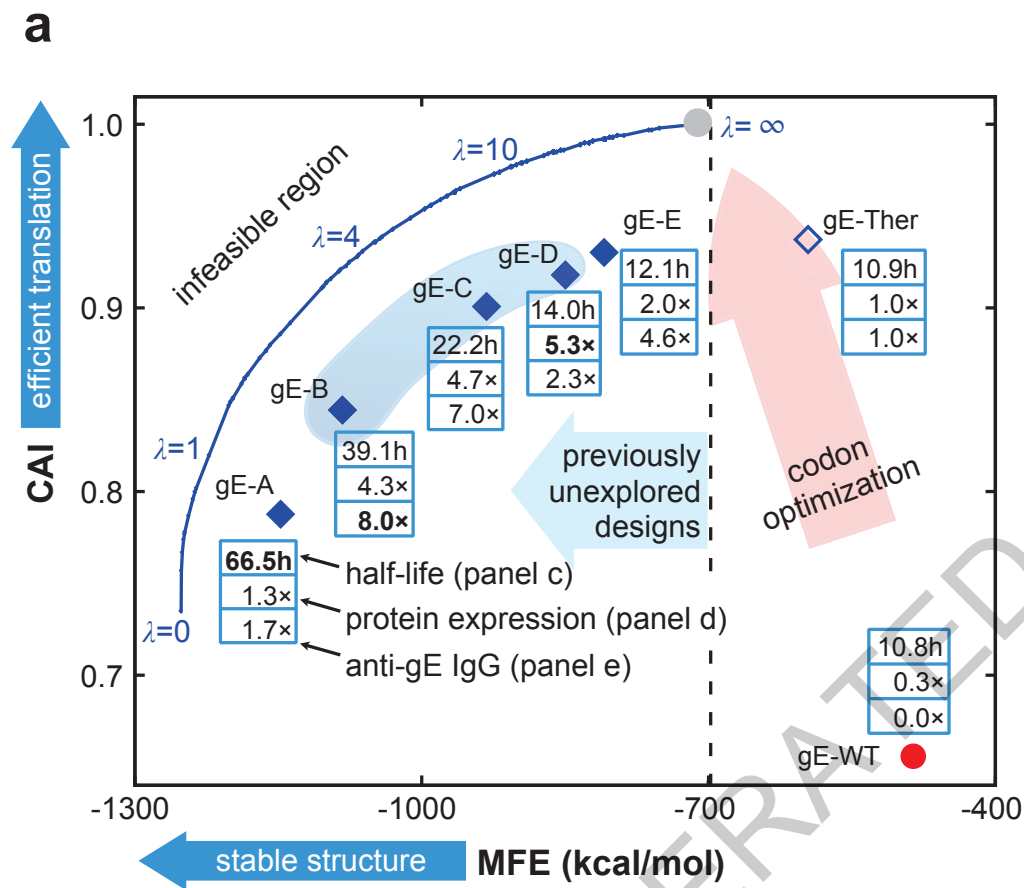 a
efficient translation
CAI
1.0
0.9
0.8
0.7
infeasible region
λ=10
λ= ∞
λ=4
λ=1
λ=0
gE-E
12.1h
2.0×
4.6×
gE-Ther
10.9h
1.0×
1.0×
gE-D
14.0h
5.3×
2.3×
gE-C
22.2h
4.7×
7.0×
gE-B
39.1h
4.3×
8.0×
gE-A
66.5h
1.3×
1.7×
half-life (panel c)
protein expression (panel d)
anti-gE IgG (panel e)
previously
unexplored
designs
codon
optimization
10.8h
0.3×
0.0×
gE-WT
-1300
-1000
-700
-400
stable structure
MFE (kcal/mol)